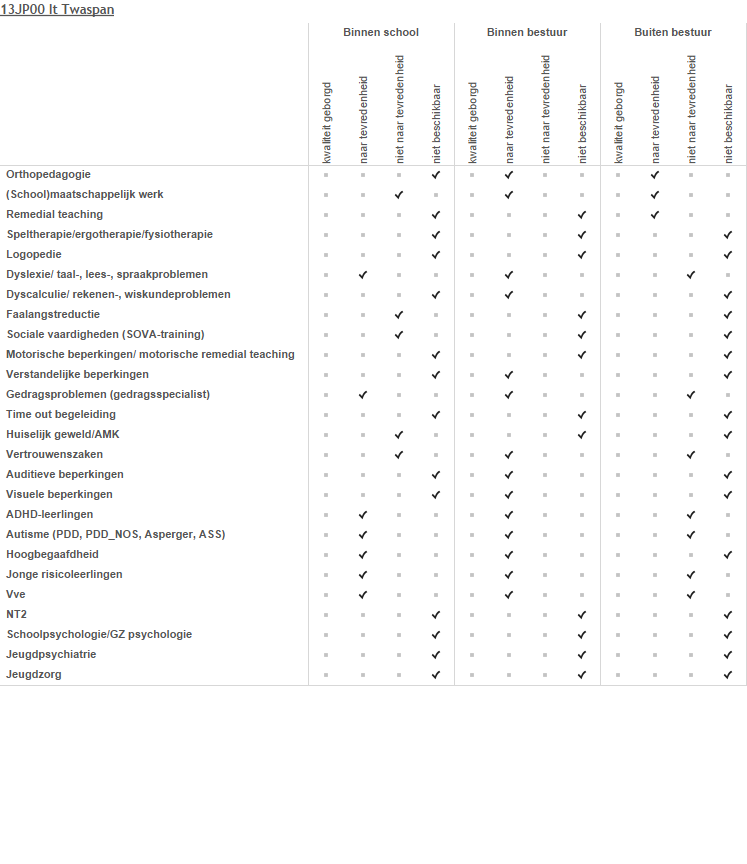 13JP00 It Twaspan
Binnen school Binnen bestuur Buiten bestuur
kwaliteit geborgd naar tevredenheid niet naar tevredenheid niet beschikbaar kwaliteit geborgd naar tevredenheid niet naar tevredenheid niet beschikbaar kwaliteit geborgd naar tevredenheid niet naar tevredenheid niet beschikbaar
Orthopedagogie
(School)maatschappelijk werk
Remedial teaching
Speltherapie/ergotherapie/fysiotherapie
Logopedie
Dyslexie/ taal-, lees-, spraakproblemen
Dyscalculie/ rekenen-, wiskundeproblemen
Faalangstreductie
Sociale vaardigheden (SOVA-training)
Motorische beperkingen/ motorische remedial teaching
Verstandelijke beperkingen
Gedragsproblemen (gedragsspecialist)
Time out begeleiding
Huiselijk geweld/AMK
Vertrouwenszaken
Auditieve beperkingen
Visuele beperkingen
ADHD-leerlingen
Autisme (PDD, PDD_NOS, Asperger, ASS)
Hoogbegaafdheid
Jonge risicoleerlingen
Vve
NT2
Schoolpsychologie/GZ psychologie
Jeugdpsychiatrie
Jeugdzorg